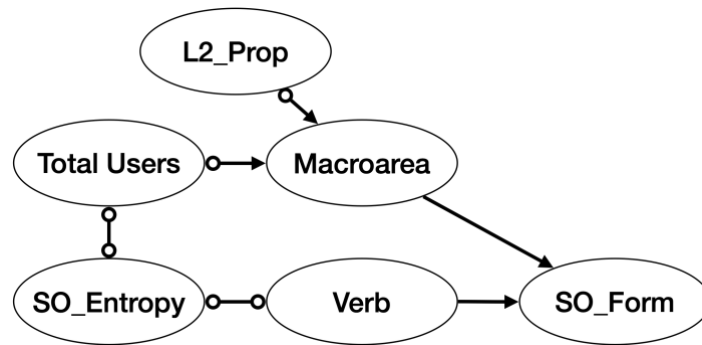 L2_Prop
Total Users
Macroarea
SO_Entropy
Verb
SO_Form